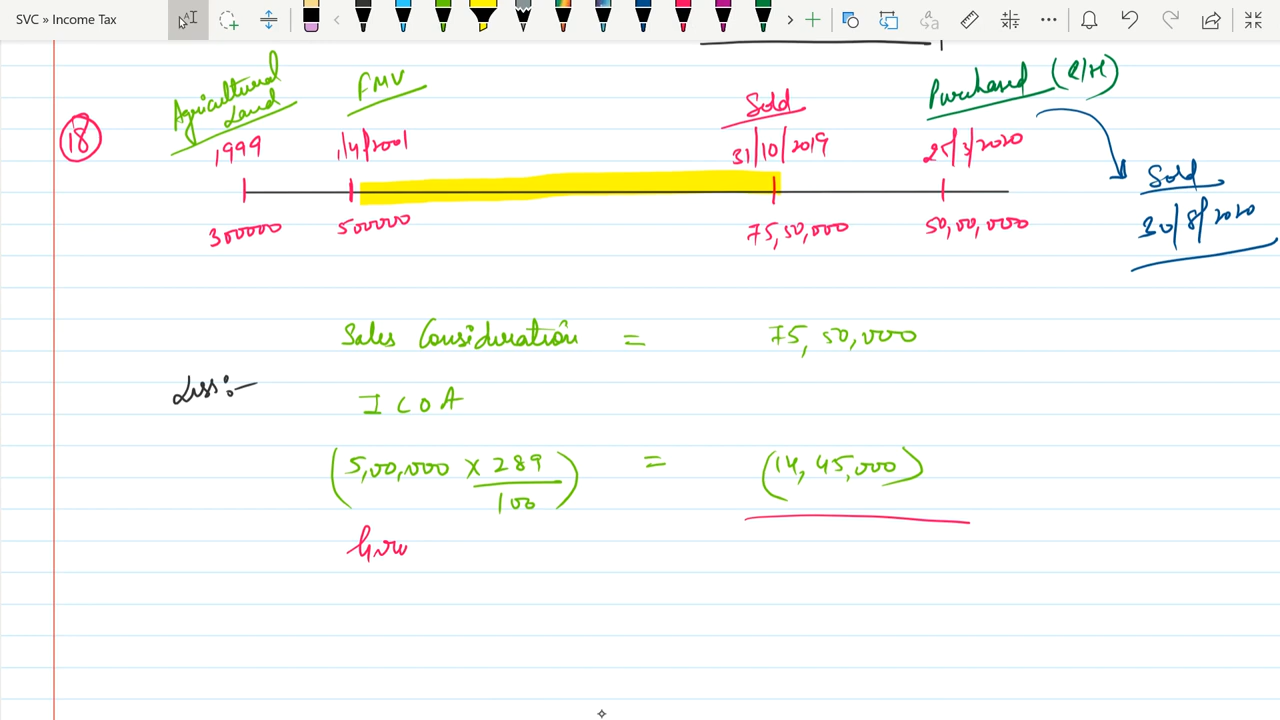 SVC » Income Tax
Agricultural Land
FMV
Sold
Purchased (R/H)
18
1999
1/4/2001
31/10/2019
25/3/2020
Sold
300000
500000
75,50,000
50,00,000
30/8/2020
Sales Consideration = 75,50,000
Less:-
ICOA
(5,00,000 × 289/100) = (14,45,000)